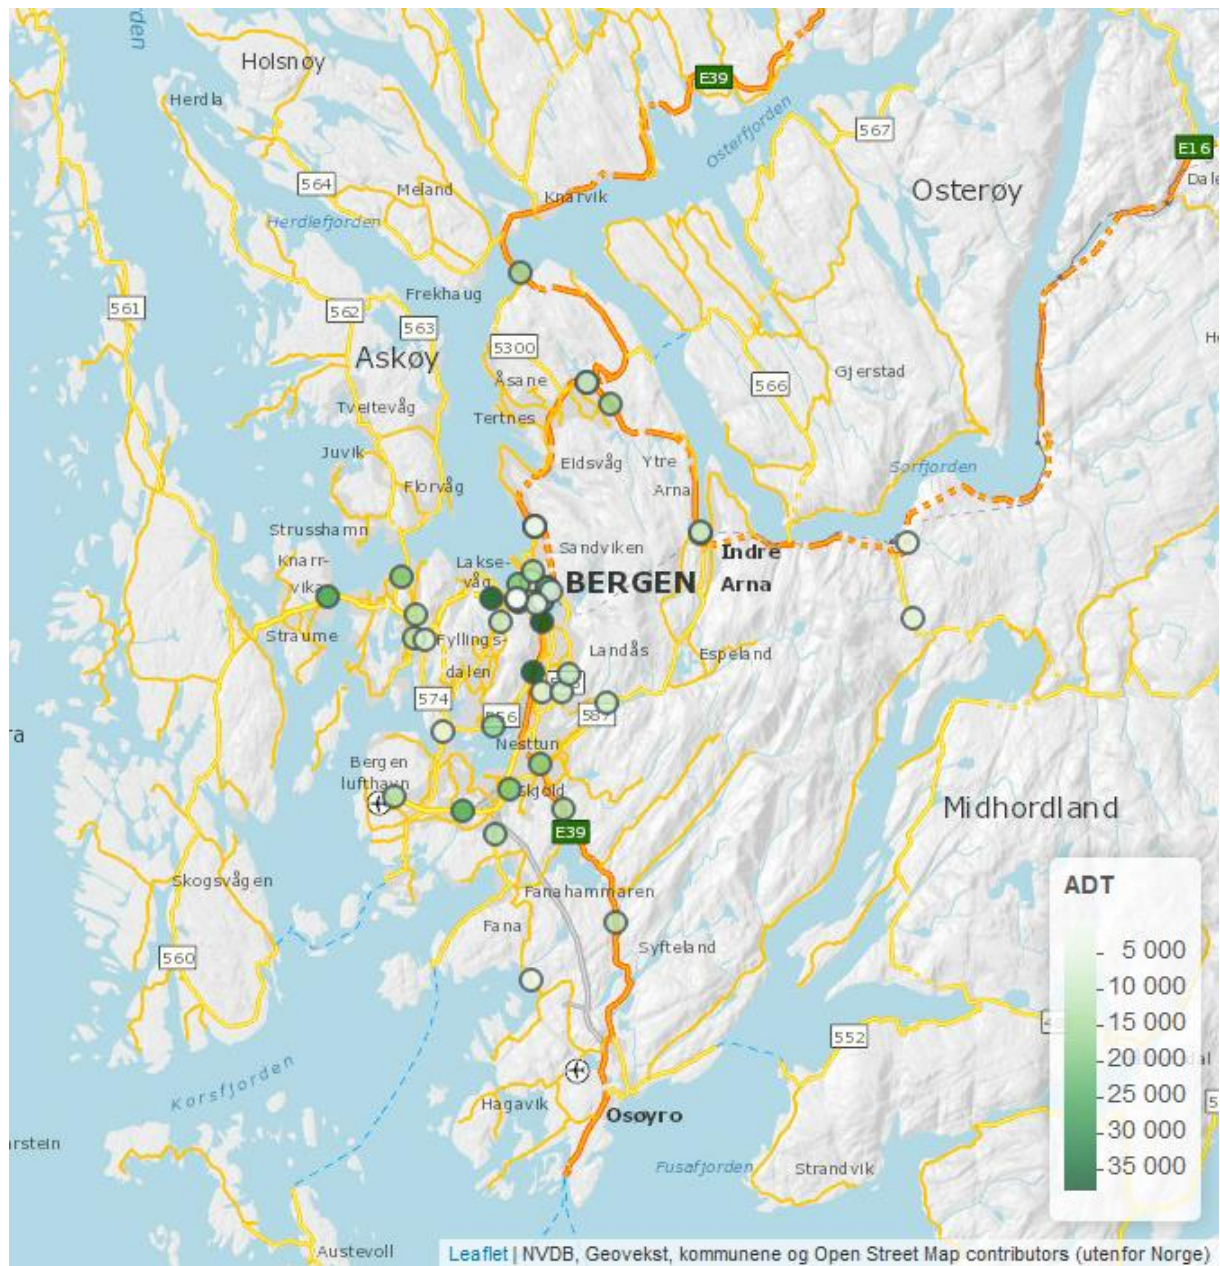 Holsnøy
E39
Herdla
567
Osterfjorden
E16
564
Meland
Osterøy
Knarvik
Herdlefjorden
Frekhaug
561
562
563
5300
Askøy
Åsane
566
Gjerstad
Tveitevåg
Tertnes
Juvik
Eidsvåg
Ytre
Arna
Florvåg
Sørfjorden
Strusshamn
Sandviken
Indre
Arna
Knarr-
vika
Lakse-
våg
BERGEN
Straume
Fyllings-
dalen
Landås
Espeland
574
587
Nesttun
Bergen
lufthavn
Skjold
E39
Midhordland
Skogsvågen
Fanahammaren
Fana
Syfteland
560
552
Korsfjorden
Hagavik
Osøyro
Fusafjorden
Strandvik
Austevoll
ADT
5 000
10 000
15 000
20 000
25 000
30 000
35 000
Leaflet | NVDB, Geovekst, kommunene og Open Street Map contributors (utenfor Norge)